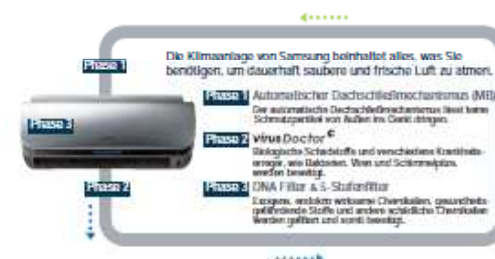 Die Klimaanlage von Samsung beinhaltet alles, was Sie
benötigen, um dauerhaft saubere und frische Luft zu atmen.
Phase 1
Phase 1 Automatischer Dachschließmechanismus
Der automatische Dachschließmechanismus lässt keine
Schmutzpartikel von Außen ins Gerät dringen.
Phase 3
Phase 2 Virus Doctor
Biologische Schadstoffe und verschiedene Krankheits-
erreger, wie Bakterien, Viren und Schimmelpilze,
werden beseitigt.
Phase 2
Phase 3 DNA Filter & 5-Stufenfilter
Exogene, endokrin wirksame Chemikalien, gesundheits-
gefährdende Stoffe und andere schädliche Chemikalien
werden gefiltert und somit beseitigt.